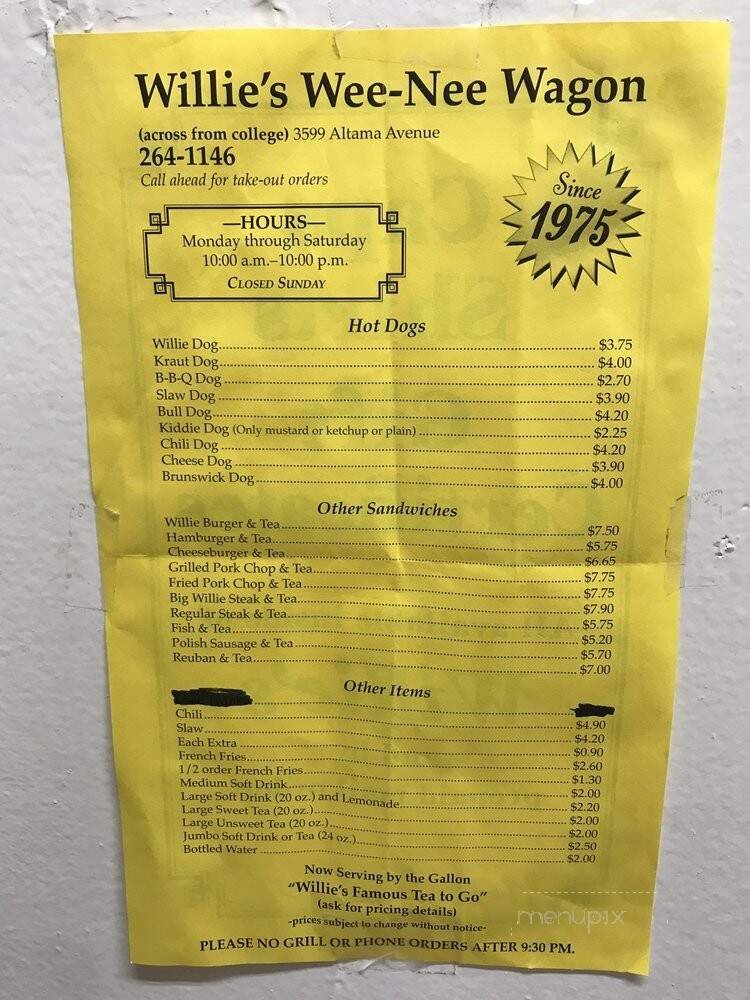 Willie's Wee-Nee Wagon
(across from college) 3599 Altama Avenue
264-1146
Call ahead for take-out orders
Since
1975
—HOURS—
Monday through Saturday
10:00 a.m.–10:00 p.m.
CLOSED SUNDAY
Hot Dogs
Willie Dog........ $3.75
Kraut Dog........ $4.00
B-B-Q Dog ........ $2.70
Slaw Dog ........ $3.90
Bull Dog........ $4.20
Kiddie Dog (Only mustard or ketchup or plain) ........ $2.25
Chili Dog ........ $4.20
Cheese Dog ........ $3.90
Brunswick Dog........ $4.00
Other Sandwiches
Willie Burger & Tea........ $7.50
Hamburger & Tea........ $5.75
Cheeseburger & Tea........ $6.65
Grilled Pork Chop & Tea........ $7.75
Fried Pork Chop & Tea........ $7.75
Big Willie Steak & Tea........ $7.90
Regular Steak & Tea........ $5.75
Fish & Tea........ $5.20
Polish Sausage & Tea........ $5.70
Reuban & Tea........ $7.00
Other Items
Chili........ $4.90
Slaw........ $4.20
Each Extra ........ $0.90
French Fries........ $2.60
1/2 order French Fries........ $1.30
Medium Soft Drink........ $2.00
Large Soft Drink (20 oz.) and Lemonade........ $2.20
Large Sweet Tea (20 oz.)........ $2.00
Large Unsweet Tea (20 oz.)........ $2.00
Jumbo Soft Drink or Tea (24 oz.)........ $2.50
Bottled Water ........ $2.00
Now Serving by the Gallon
"Willie's Famous Tea to Go"
(ask for pricing details)
-prices subject to change without notice-
PLEASE NO GRILL OR PHONE ORDERS AFTER 9:30 PM.
menupix